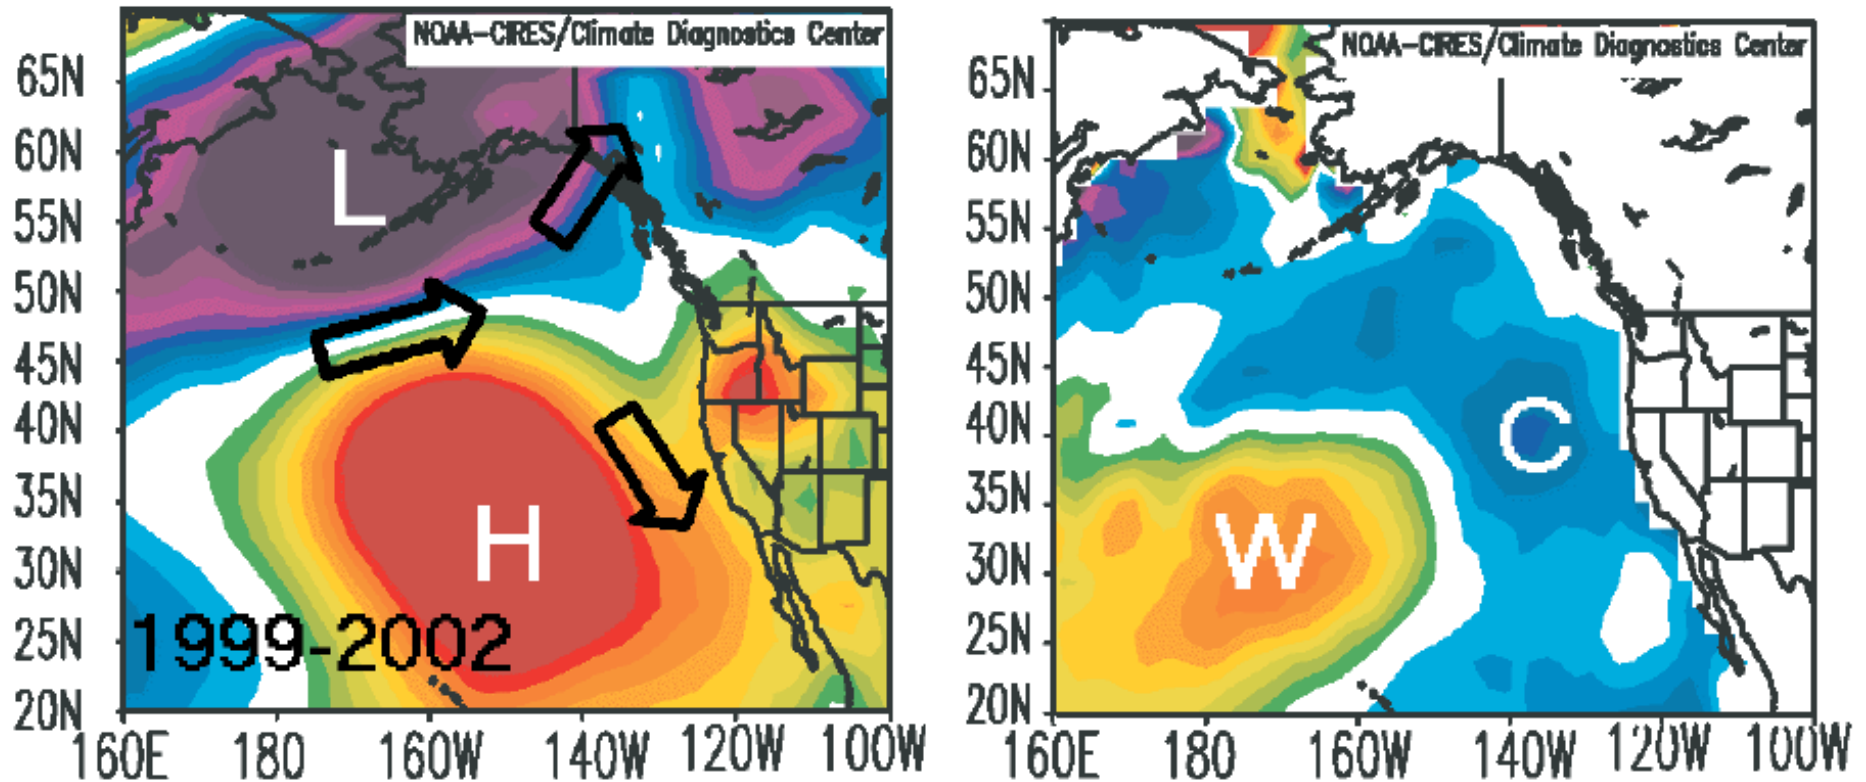 NOAA-CIRES/Climate Diagnostics Center
65N
60N
55N
50N
45N
40N
35N
30N
25N
20N
L
H
1999-2002
160E 180 160W 140W 120W 100W
NOAA-CIRES/Climate Diagnostics Center
65N
60N
55N
50N
45N
40N
35N
30N
25N
20N
C
W
160E 180 160W 140W 120W 100W